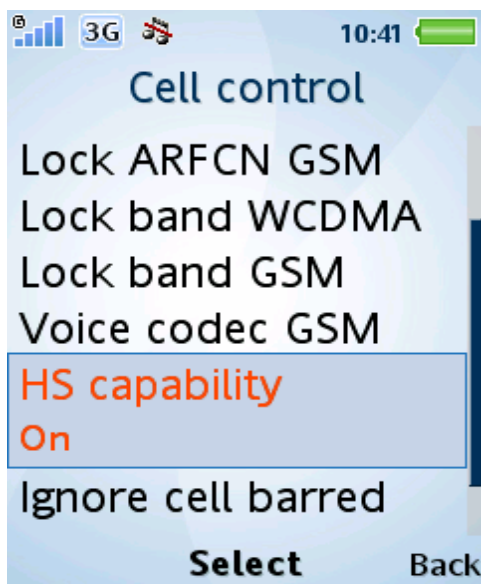 3G 10:41
Cell control
Lock ARFCN GSM
Lock band WCDMA
Lock band GSM
Voice codec GSM
HS capability
On
Ignore cell barred
Select Back